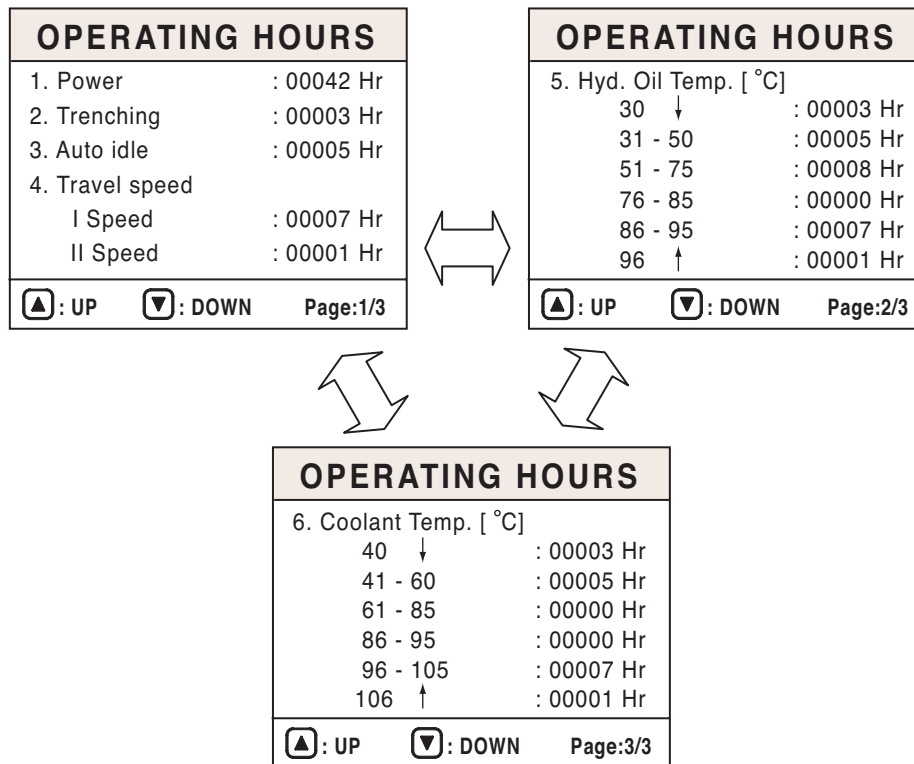 OPERATING HOURS
1. Power : 00042 Hr
2. Trenching : 00003 Hr
3. Auto idle : 00005 Hr
4. Travel speed
I Speed : 00007 Hr
II Speed : 00001 Hr
▲ : UP ▼ : DOWN Page:1/3
OPERATING HOURS
5. Hyd. Oil Temp. [ °C]
30 ↓ : 00003 Hr
31 - 50 : 00005 Hr
51 - 75 : 00008 Hr
76 - 85 : 00000 Hr
86 - 95 : 00007 Hr
96 ↑ : 00001 Hr
▲ : UP ▼ : DOWN Page:2/3
OPERATING HOURS
6. Coolant Temp. [ °C]
40 ↓ : 00003 Hr
41 - 60 : 00005 Hr
61 - 85 : 00000 Hr
86 - 95 : 00000 Hr
96 - 105 : 00007 Hr
106 ↑ : 00001 Hr
▲ : UP ▼ : DOWN Page:3/3